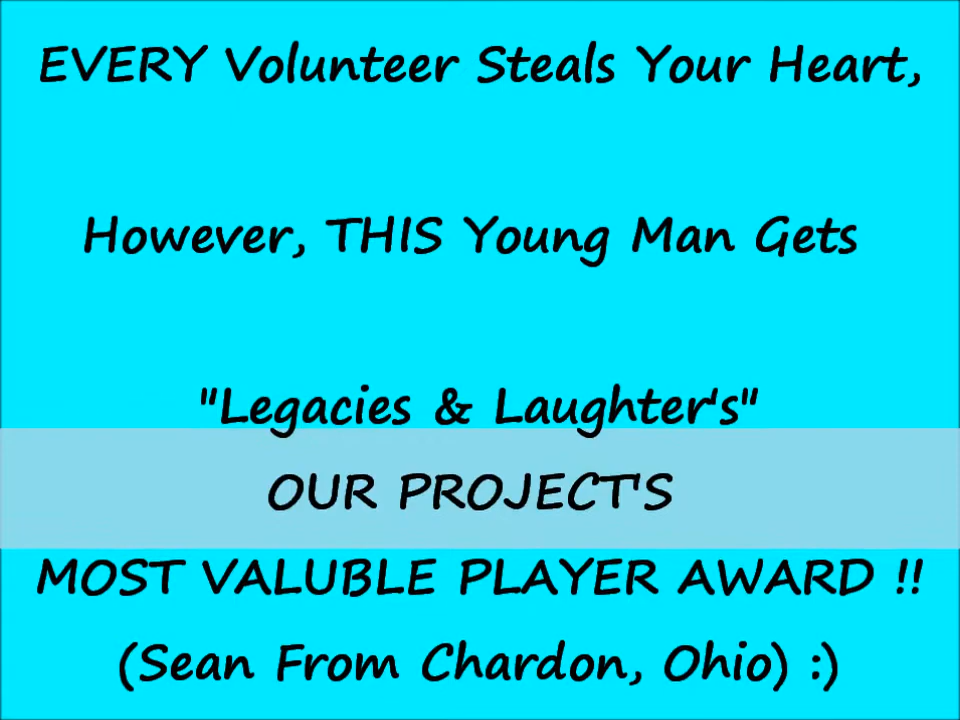 EVERY Volunteer Steals Your Heart,
However, THIS Young Man Gets
"Legacies & Laughter's"
OUR PROJECT'S
MOST VALUBLE PLAYER AWARD !!
(Sean From Chardon, Ohio) :)